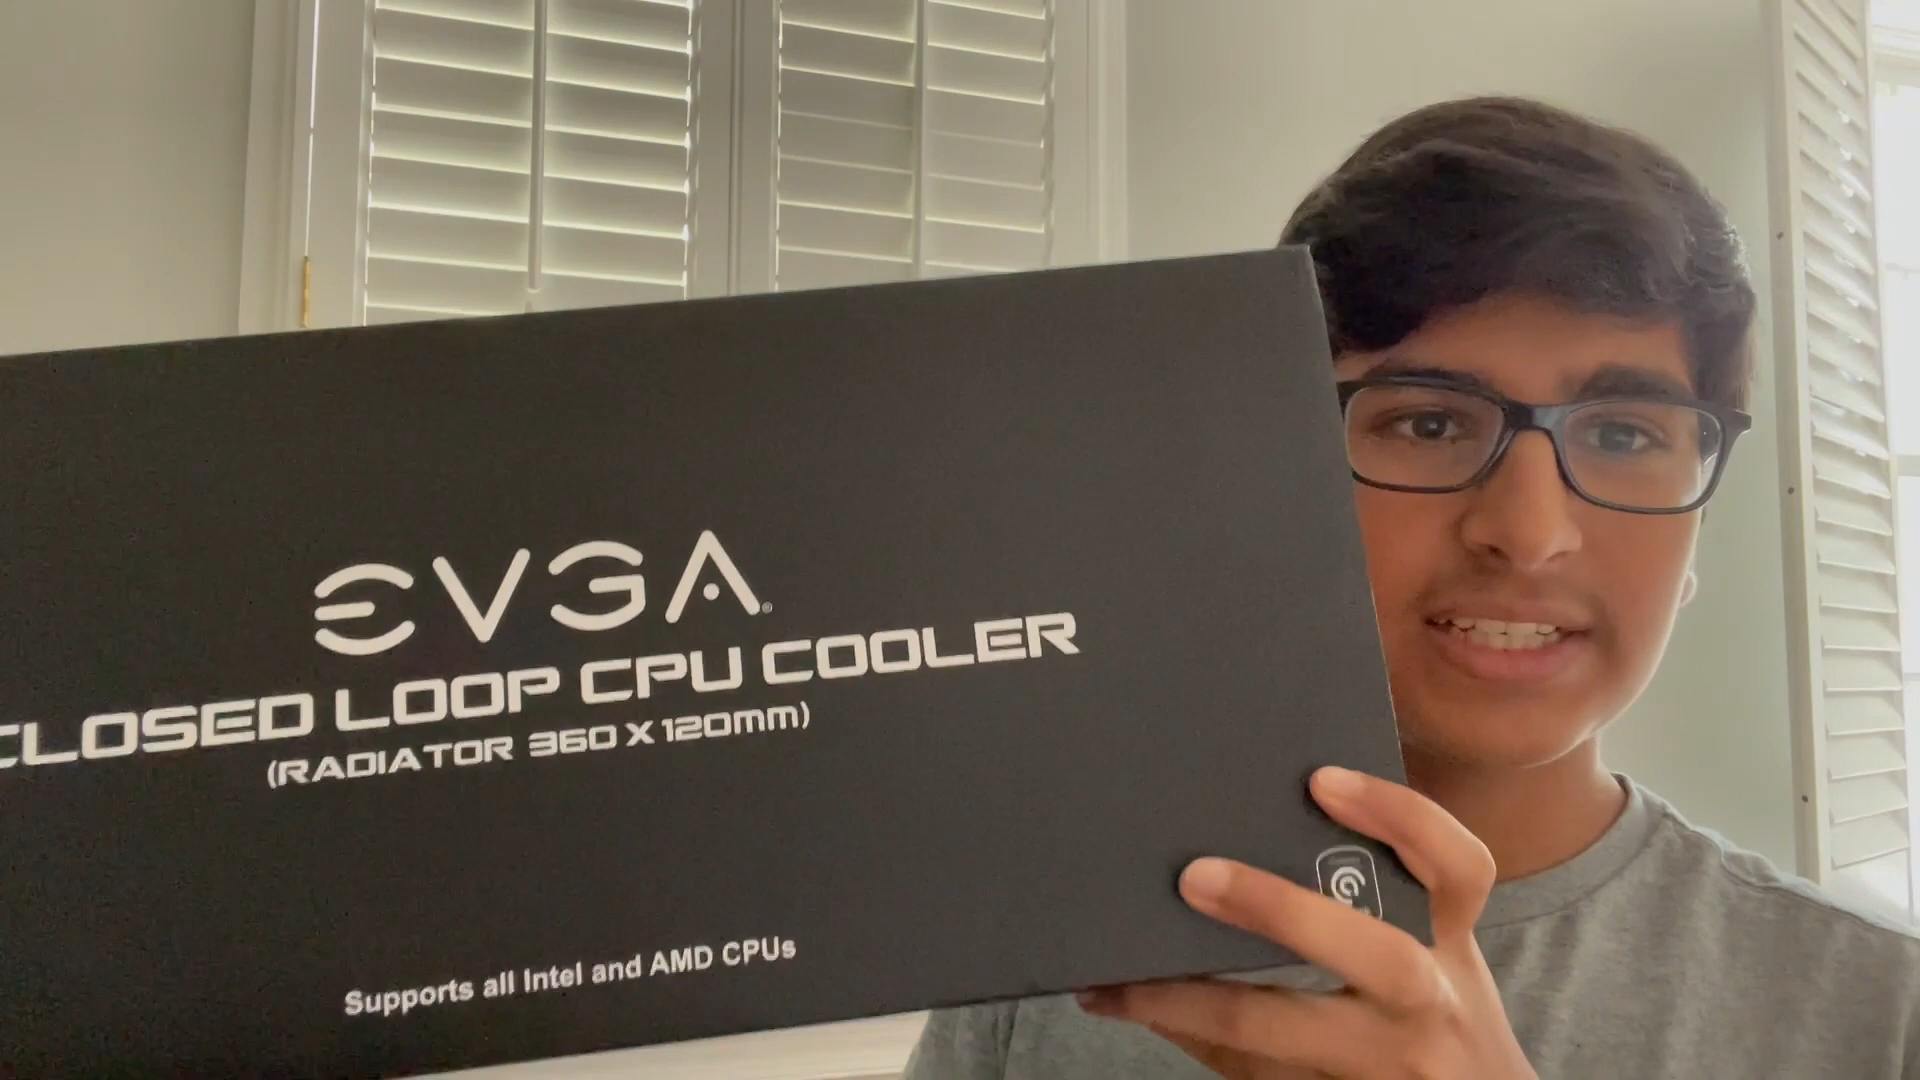 EVGA
CLOSED LOOP CPU COOLER
(RADIATOR 360 X 120mm)
Supports all Intel and AMD CPUs